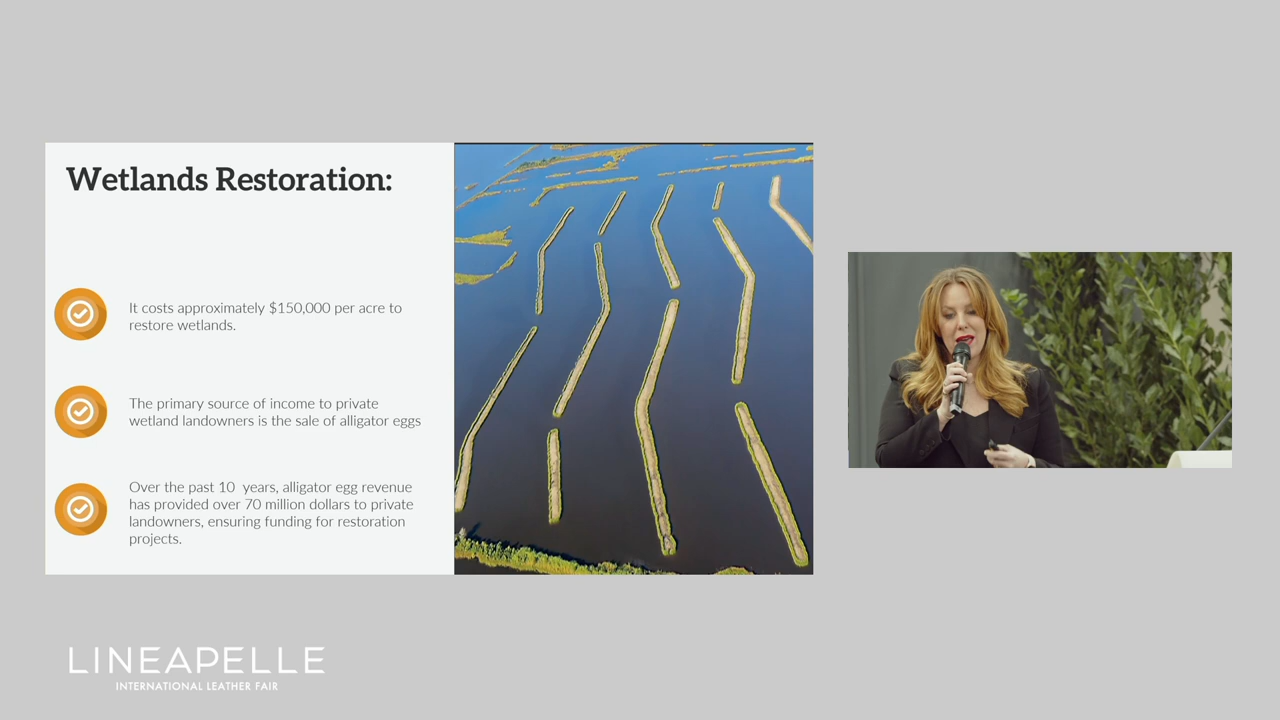 Wetlands Restoration:
It costs approximately $150,000 per acre to
restore wetlands.
The primary source of income to private
wetland landowners is the sale of alligator eggs
Over the past 10  years, alligator egg revenue
has provided over 70 million dollars to private
landowners, ensuring funding for restoration
projects.
LINEAPELLE
INTERNATIONAL LEATHER FAIR